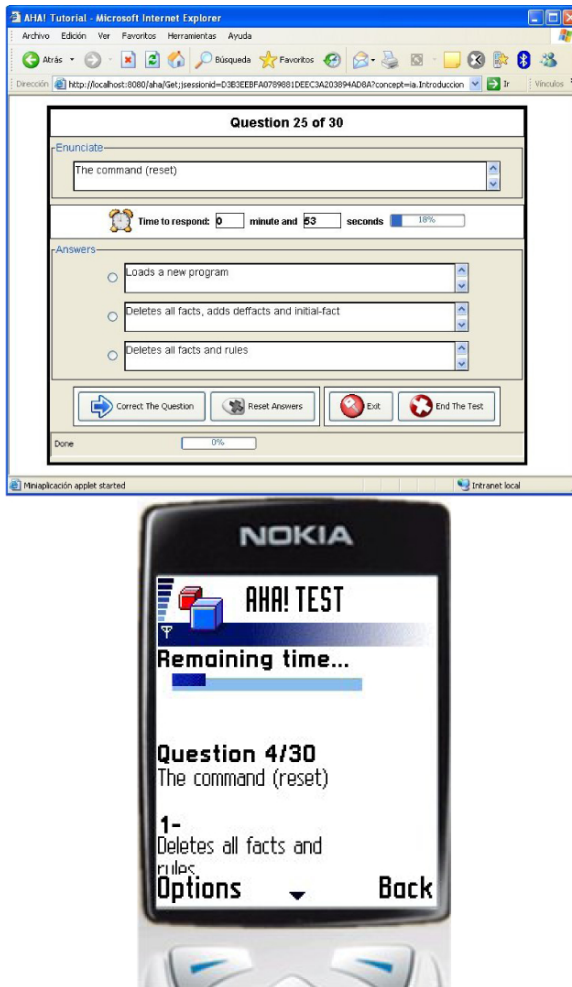 AHA! Tutorial - Microsoft Internet Explorer
Archivo Edición Ver Favoritos Herramientas Ayuda
Atrás Búsqueda Favoritos
Dirección http://localhost:8080/aha/Get;jsessionid=D3B3EEBFA0789881DEEC3A203894AD8A?concept=ia.Introduccion Ir Vínculos »
Question 25 of 30
Enunciate
The command (reset)
Time to respond: 0 minute and 53 seconds 18%
Answers
Loads a new program
Deletes all facts, adds deffacts and initial-fact
Deletes all facts and rules
Correct The Question Reset Answers Exit End The Test
Done 0%
Miniaplicación applet started Intranet local
NOKIA
AHA! TEST
Remaining time...
Question 4/30
The command (reset)
1-
Deletes all facts and
rules
Options Back